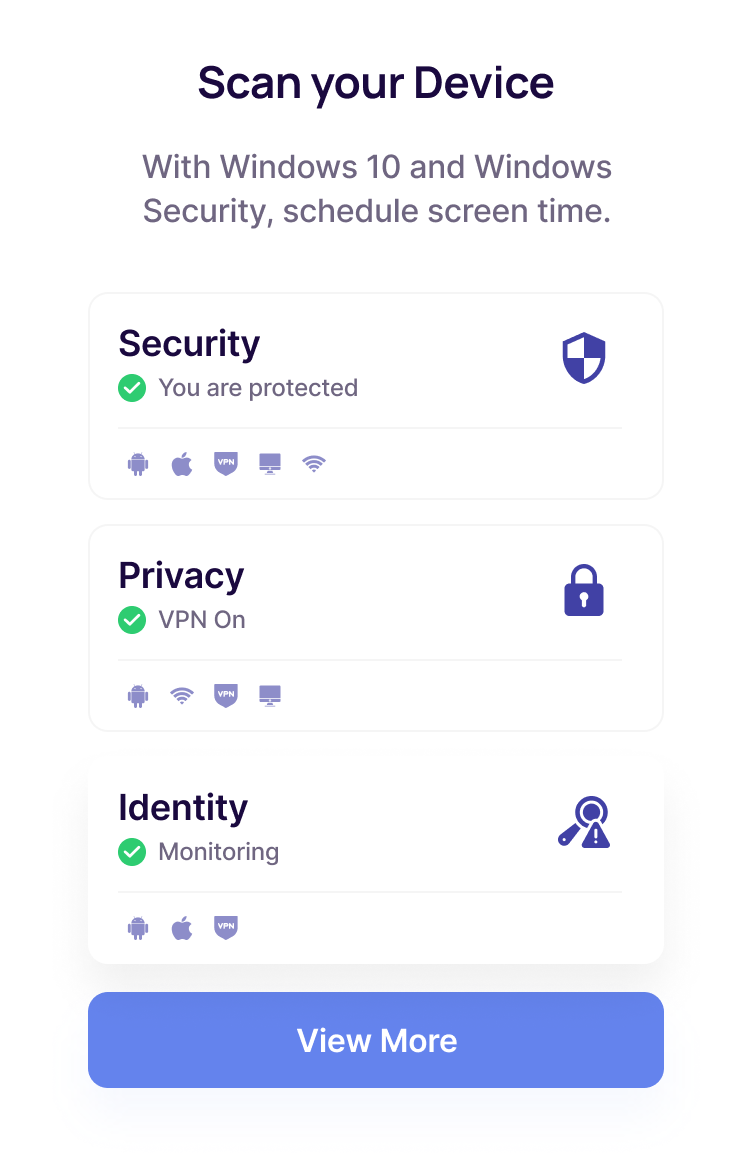 Scan your Device
With Windows 10 and Windows
Security, schedule screen time.
Security
You are protected
VPN
Privacy
VPN On
VPN
Identity
Monitoring
VPN
View More